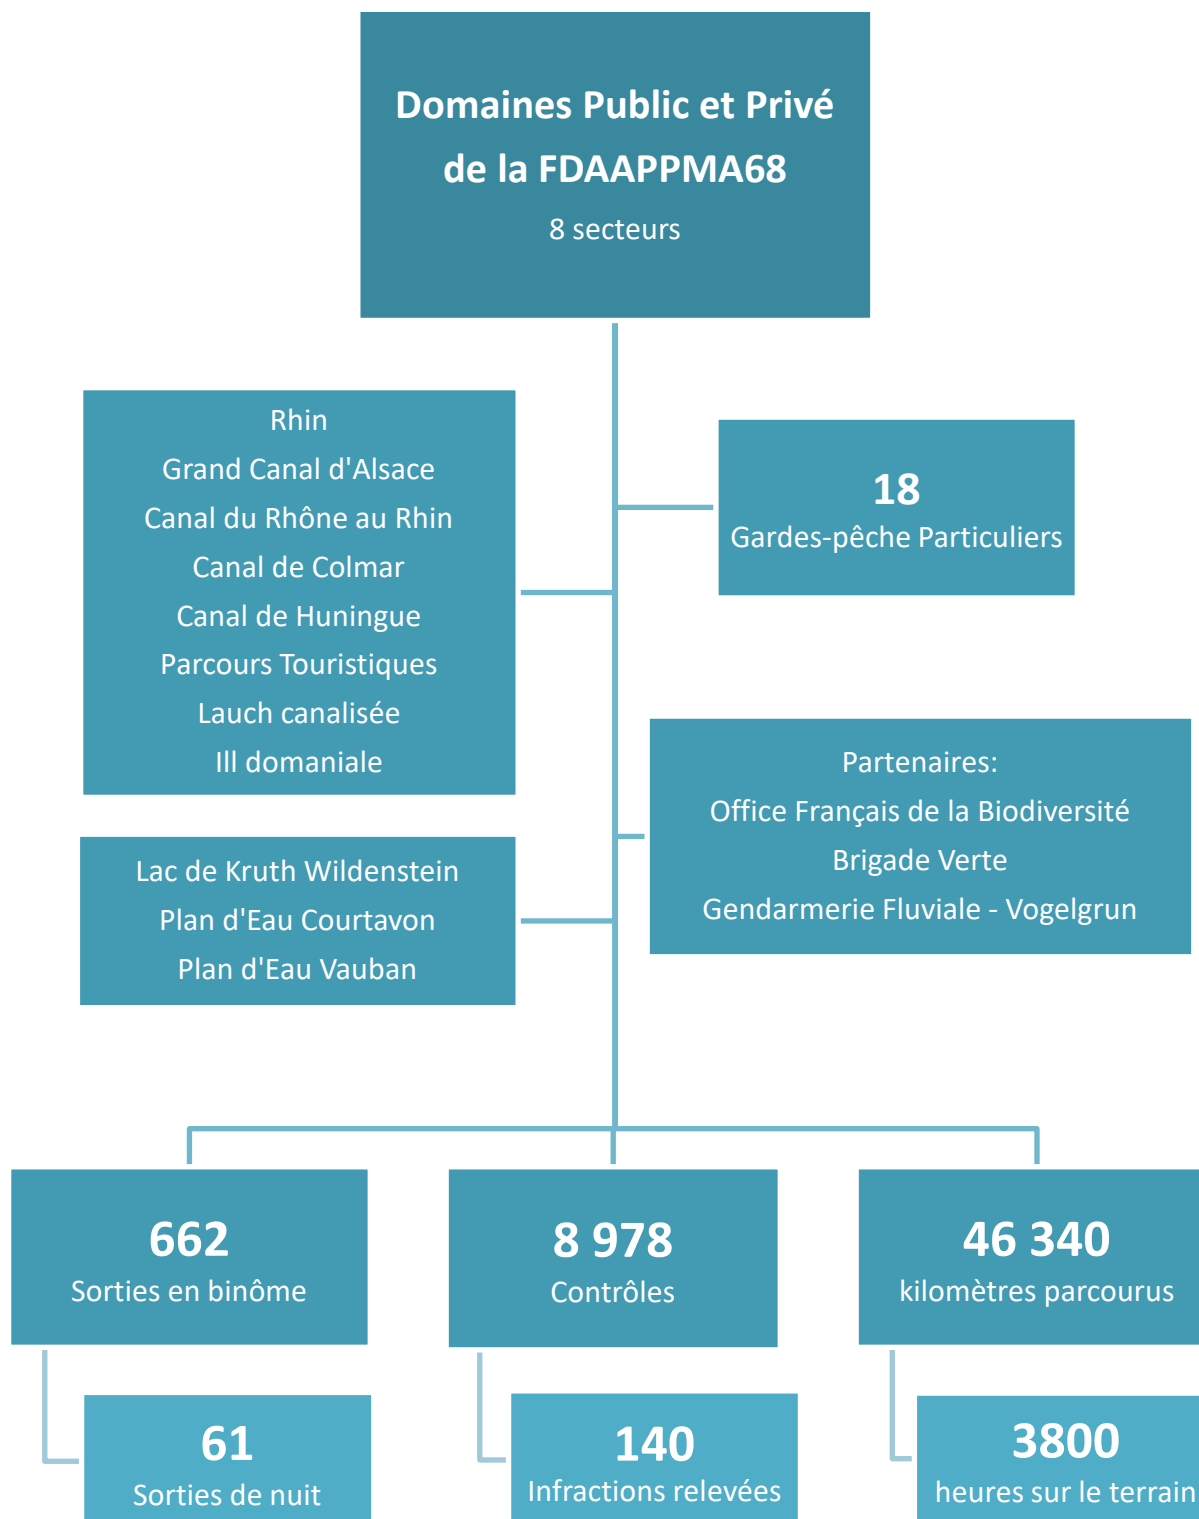 Domaines Public et Privé
de la FDAAPPMA68
8 secteurs
Rhin
Grand Canal d'Alsace
Canal du Rhône au Rhin
Canal de Colmar
Canal de Huningue
Parcours Touristiques
Lauch canalisée
Ill domaniale
18
Gardes-pêche Particuliers
Partenaires:
Office Français de la Biodiversité
Brigade Verte
Gendarmerie Fluviale - Vogelgrun
Lac de Kruth Wildenstein
Plan d'Eau Courtavon
Plan d'Eau Vauban
662
Sorties en binôme
61
Sorties de nuit
8 978
Contrôles
140
Infractions relevées
46 340
kilomètres parcourus
3800
heures sur le terrain